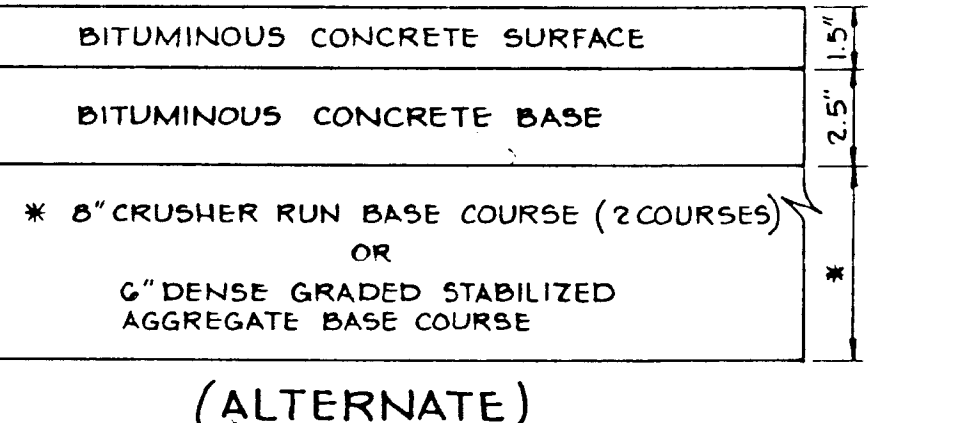 BITUMINOUS CONCRETE SURFACE
1.5"
BITUMINOUS CONCRETE BASE
2.5"
* 8" CRUSHER RUN BASE COURSE (2 COURSES)
OR
6" DENSE GRADED STABILIZED
AGGREGATE BASE COURSE
*
(ALTERNATE)